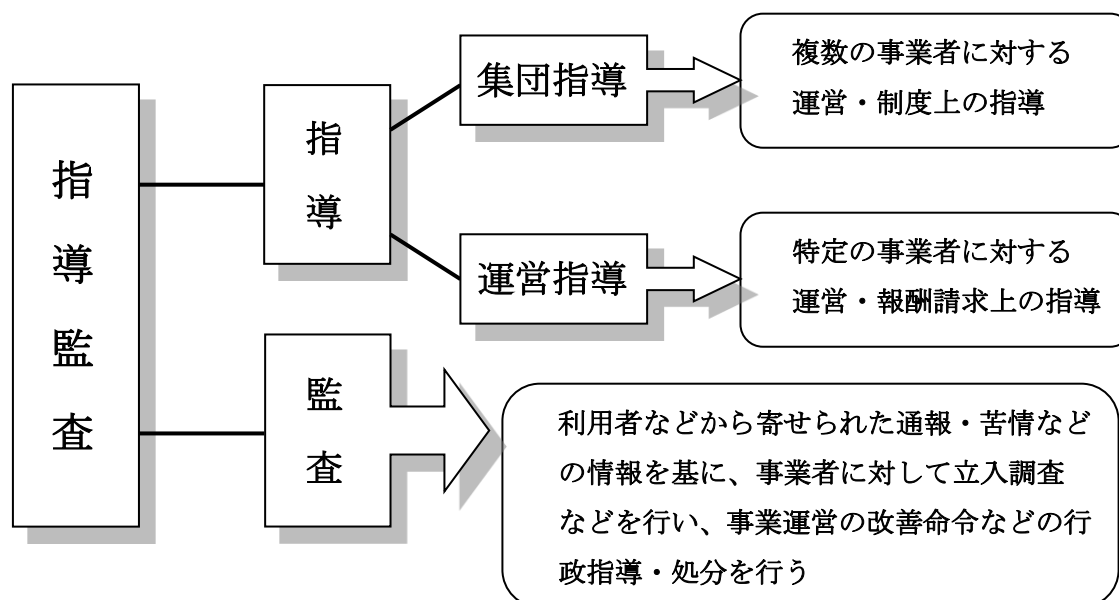 指導監査
指導
集団指導
複数の事業者に対する
運営・制度上の指導
運営指導
特定の事業者に対する
運営・報酬請求上の指導
監査
利用者などから寄せられた通報・苦情など
の情報を基に、事業者に対して立入調査
などを行い、事業運営の改善命令などの行
政指導・処分を行う